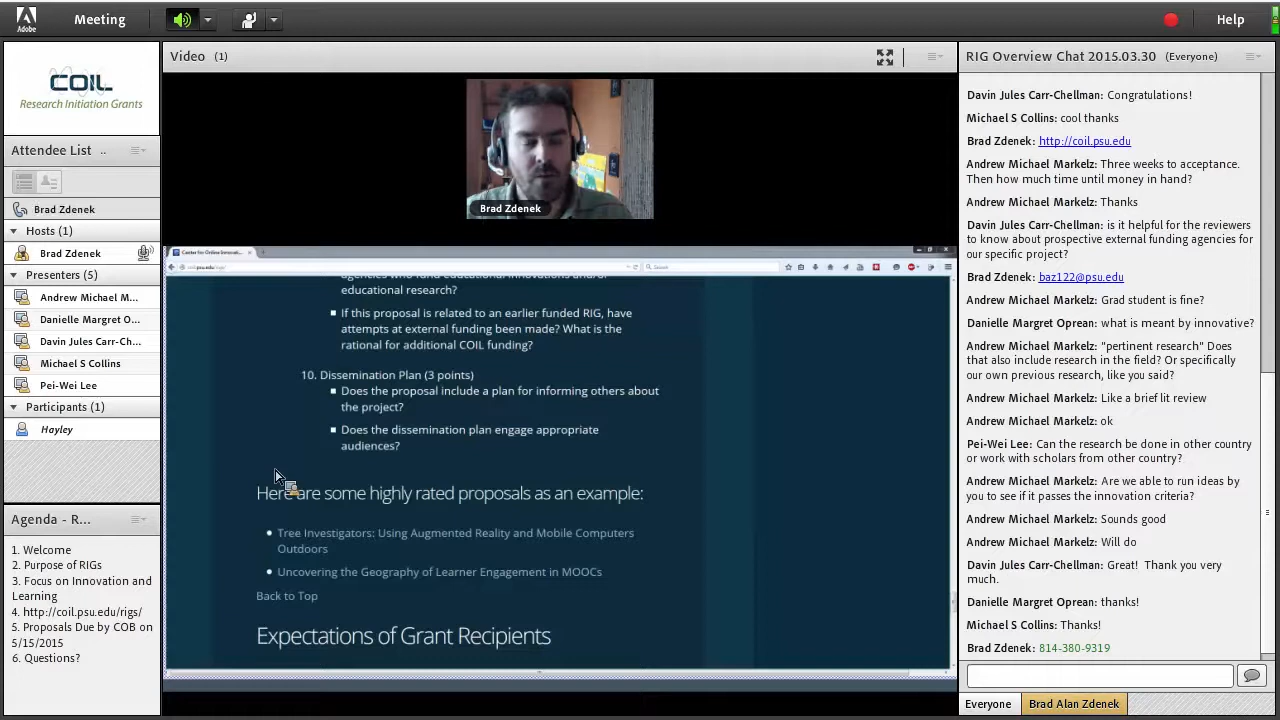 Adobe
Meeting
Help
COIL
Research Initiation Grants
Attendee List ..
Brad Zdenek
Hosts (1)
Brad Zdenek
Presenters (5)
Andrew Michael M...
Danielle Margret O...
Davin Jules Carr-Ch...
Michael S Collins
Pei-Wei Lee
Participants (1)
Hayley
Agenda - R...
1. Welcome
2. Purpose of RIGs
3. Focus on Innovation and
Learning
4. http://coil.psu.edu/rigs/
5. Proposals Due by COB on
5/15/2015
6. Questions?
Video (1)
Brad Zdenek
Center for Online Innovati...
Search
agencies who fund educational innovations and/or
educational research?
If this proposal is related to an earlier funded RIG, have
attempts at external funding been made? What is the
rational for additional COIL funding?
10. Dissemination Plan (3 points)
Does the proposal include a plan for informing others about
the project?
Does the dissemination plan engage appropriate
audiences?
Here are some highly rated proposals as an example:
Tree Investigators: Using Augmented Reality and Mobile Computers
Outdoors
Uncovering the Geography of Learner Engagement in MOOCs
Back to Top
Expectations of Grant Recipients
RIG Overview Chat 2015.03.30 (Everyone)
Davin Jules Carr-Chellman: Congratulations!
Michael S Collins: cool thanks
Brad Zdenek: http://coil.psu.edu
Andrew Michael Markelz: Three weeks to acceptance.
Then how much time until money in hand?
Andrew Michael Markelz: Thanks
Davin Jules Carr-Chellman: is it helpful for the reviewers
to know about prospective external funding agencies for
our specific project?
Brad Zdenek: baz122@psu.edu
Andrew Michael Markelz: Grad student is fine?
Danielle Margret Oprean: what is meant by innovative?
Andrew Michael Markelz: "pertinent research" Does
that also include research in the field? Or specifically
our own previous research, like you said?
Andrew Michael Markelz: Like a brief lit review
Andrew Michael Markelz: ok
Pei-Wei Lee: Can the research be done in other country
or work with scholars from other country?
Andrew Michael Markelz: Are we able to run ideas by
you to see if it passes the innovation criteria?
Andrew Michael Markelz: Sounds good
Andrew Michael Markelz: Will do
Davin Jules Carr-Chellman: Great! Thank you very
much.
Danielle Margret Oprean: thanks!
Michael S Collins: Thanks!
Brad Zdenek: 814-380-9319
Everyone
Brad Alan Zdenek